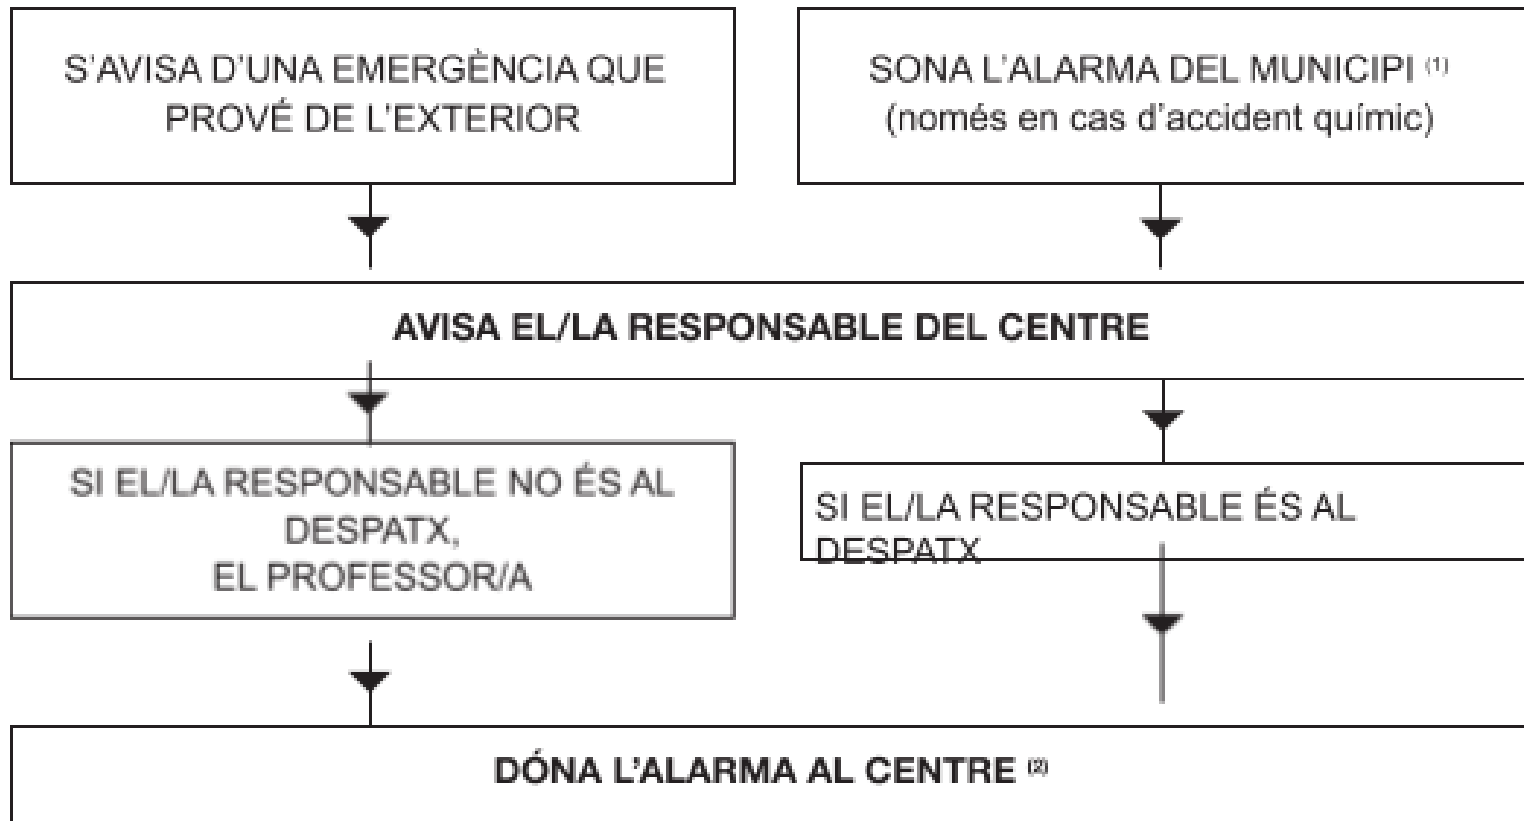 S'AVISA D'UNA EMERGÈNCIA QUE
PROVÉ DE L'EXTERIOR
SONA L'ALARMA DEL MUNICIPI (1)
(només en cas d'accident químic)
AVISA EL/LA RESPONSABLE DEL CENTRE
SI EL/LA RESPONSABLE NO ÉS AL
DESPATX,
EL PROFESSOR/A
SI EL/LA RESPONSABLE ÉS AL
DESPATX
DÓNA L'ALARMA AL CENTRE (2)